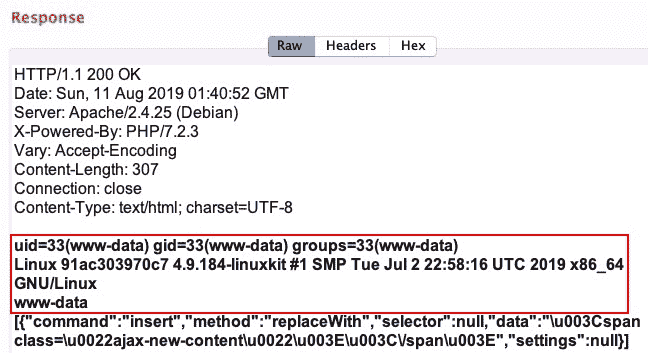 Response
Raw Headers Hex
HTTP/1.1 200 OK
Date: Sun, 11 Aug 2019 01:40:52 GMT
Server: Apache/2.4.25 (Debian)
X-Powered-By: PHP/7.2.3
Vary: Accept-Encoding
Content-Length: 307
Connection: close
Content-Type: text/html; charset=UTF-8
uid=33(www-data) gid=33(www-data) groups=33(www-data)
Linux 91ac303970c7 4.9.184-linuxkit #1 SMP Tue Jul 2 22:58:16 UTC 2019 x86_64
GNU/Linux
www-data
[{"command":"insert","method":"replaceWith","selector":null,"data":"\u003Cspan
class=\u0022ajax-new-content\u0022\u003E\u003C\/span\u003E","settings":null}]